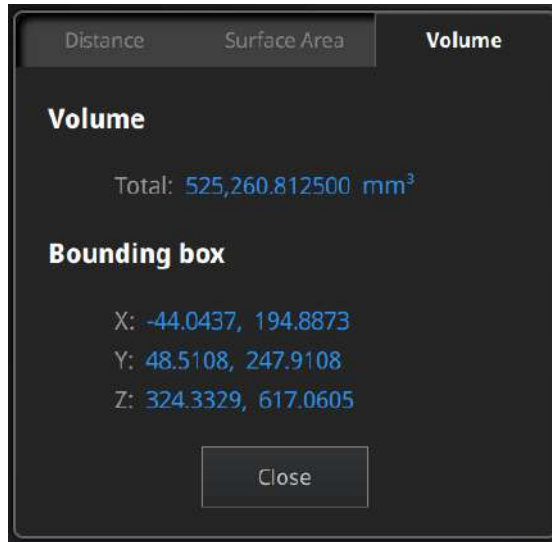 Distance Surface Area Volume
Volume
Total: 525,260.812500 mm³
Bounding box
X: -44.0437, 194.8873
Y: 48.5108, 247.9108
Z: 324.3329, 617.0605
Close